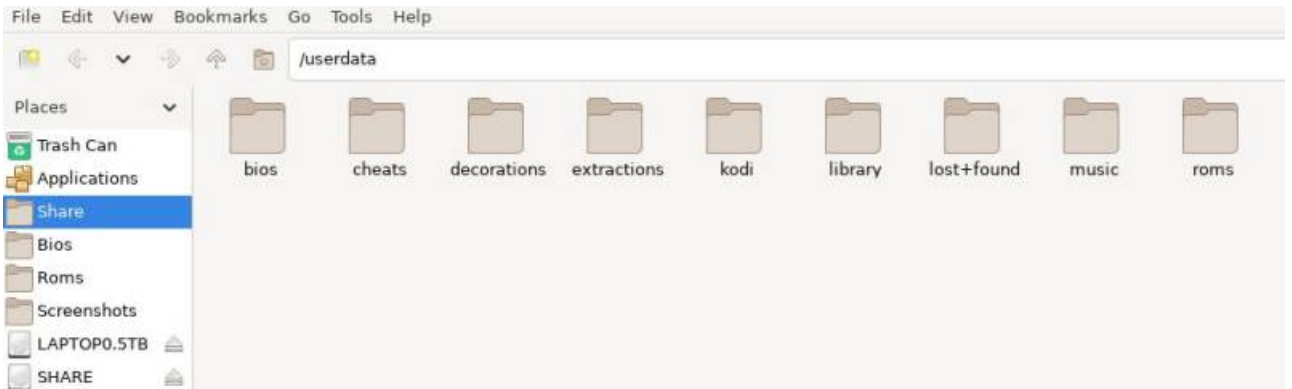 File Edit View Bookmarks Go Tools Help
/userdata
Places
Trash Can
Applications
Share
Bios
Roms
Screenshots
LAPTOP0.5TB
SHARE
bios cheats decorations extractions kodi library lost+found music roms